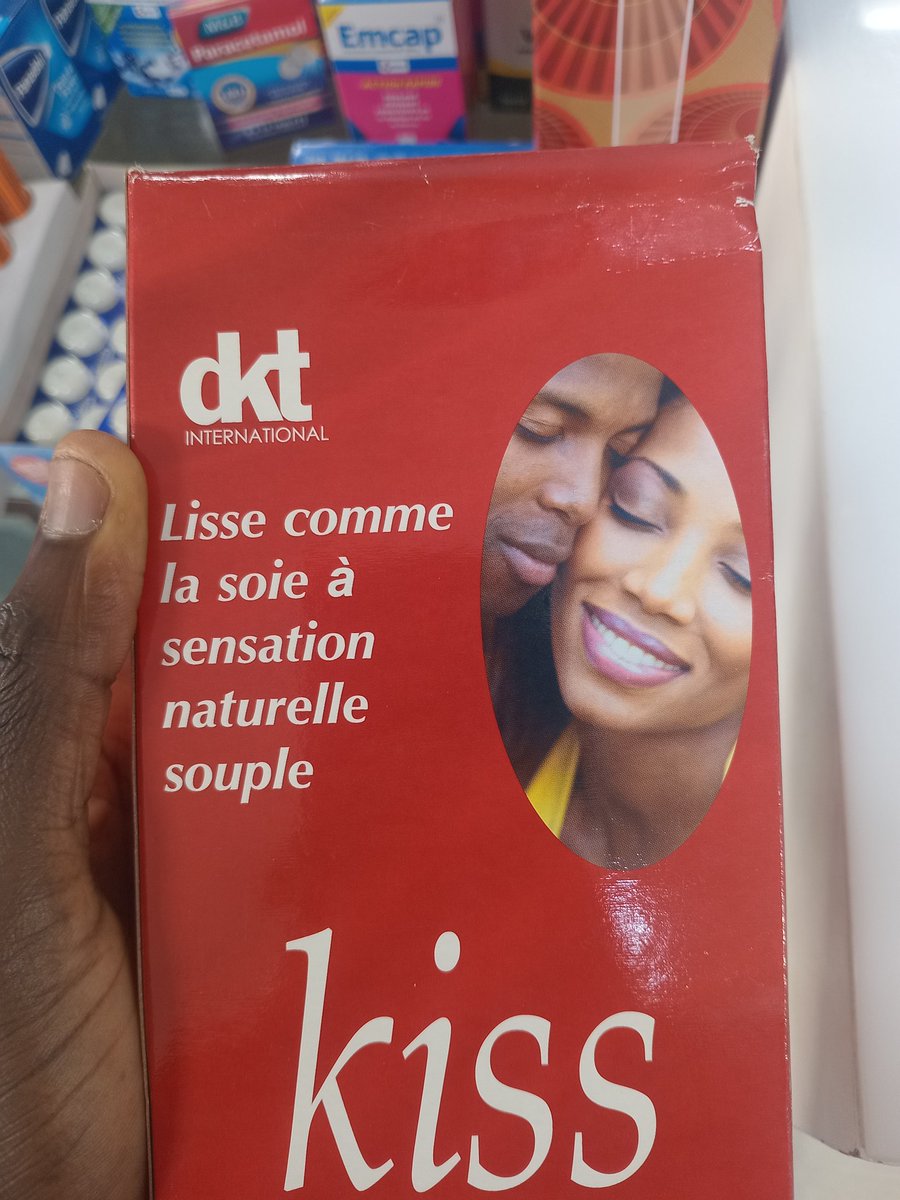 Paracetamol
Emcap
dkt
INTERNATIONAL
Lisse comme
la soie à
sensation
naturelle
souple
kiss